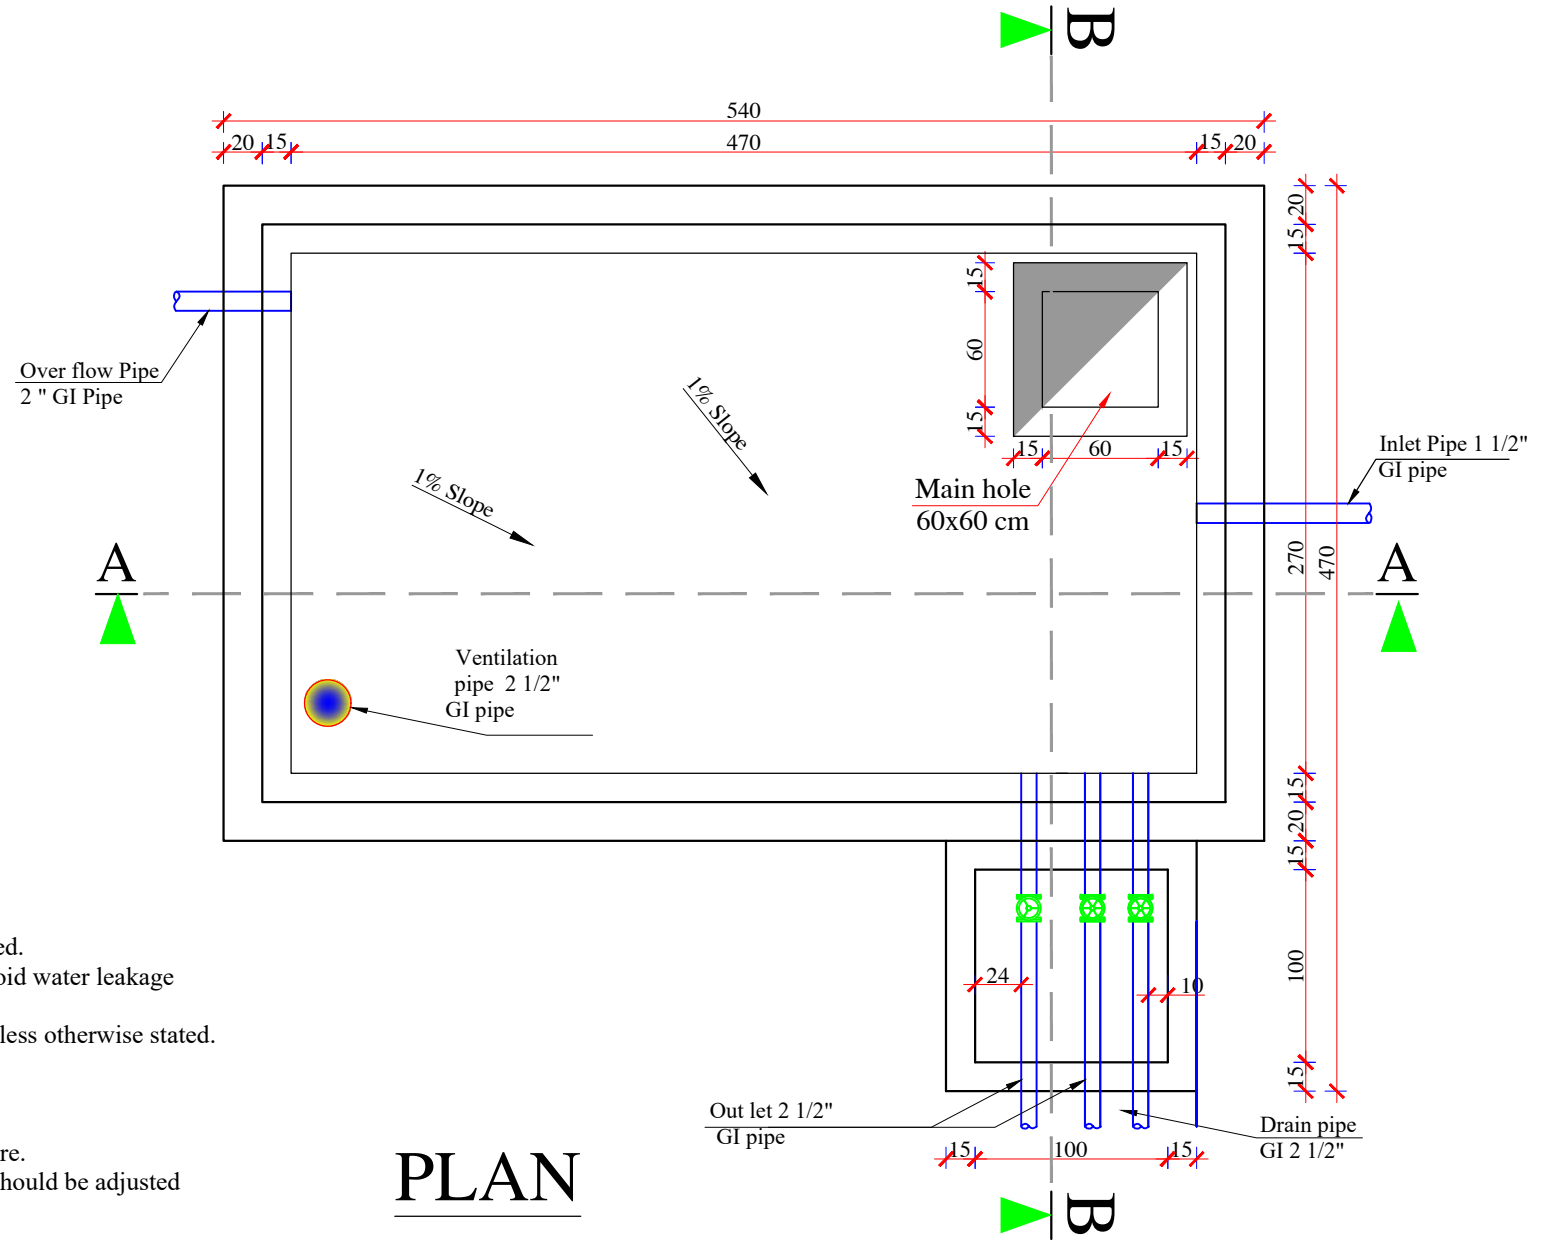 B
540
20
15
470
15
20
20
15
15
60
15
15
60
15
Over flow Pipe
2 " GI Pipe
1% Slope
1% Slope
Main hole
60x60 cm
Inlet Pipe 1 1/2"
GI pipe
270
470
A
A
Ventilation
pipe 2 1/2"
GI pipe
15
20
15
100
15
24
10
ed.
oid water leakage
less otherwise stated.
re.
hould be adjusted
Out let 2 1/2"
GI pipe
Drain pipe
GI 2 1/2"
15
100
15
PLAN
B